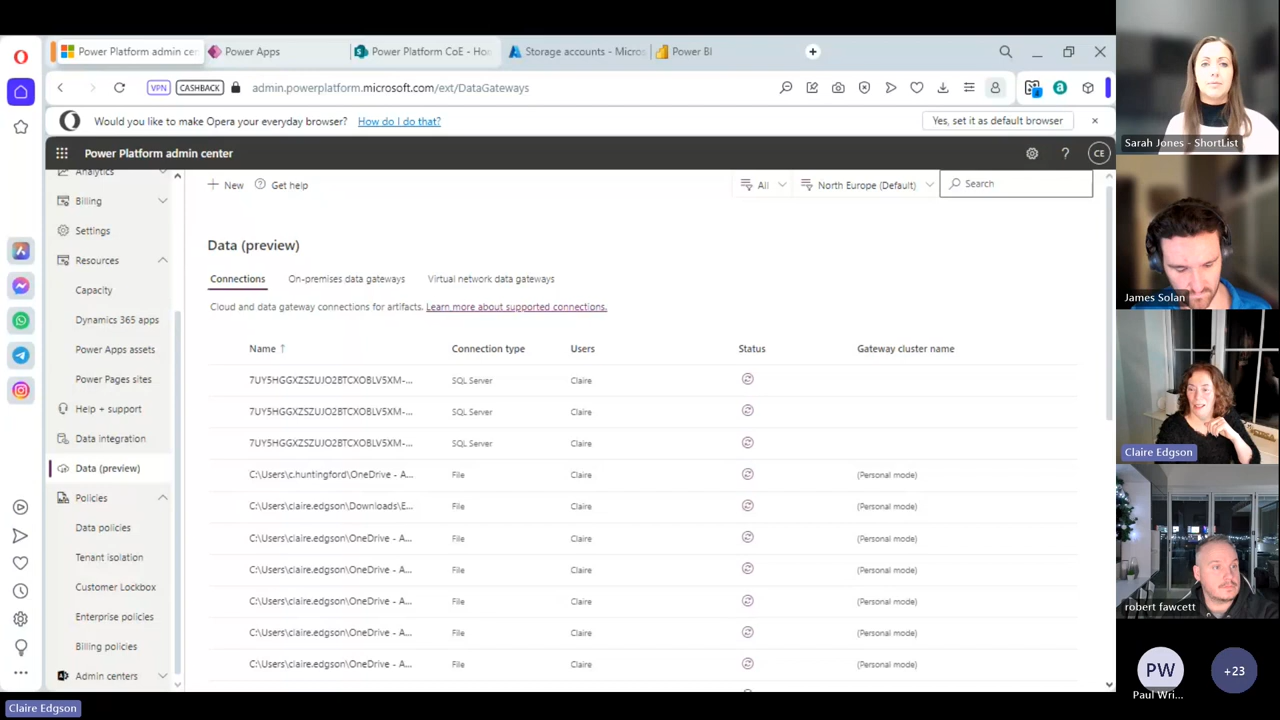 Power Platform admin cen
Power Apps
Power Platform CoE - Ho
Storage accounts - Micros
Power BI
VPN
CASHBACK
admin.powerplatform.microsoft.com/ext/DataGateways
Would you like to make Opera your everyday browser?
How do I do that?
Yes, set it as default browser
Power Platform admin center
CE
Analytics
Billing
Settings
Resources
Capacity
Dynamics 365 apps
Power Apps assets
Power Pages sites
Help + support
Data integration
Data (preview)
Policies
Data policies
Tenant isolation
Customer Lockbox
Enterprise policies
Billing policies
Admin centers
New
Get help
All
North Europe (Default)
Search
Data (preview)
Connections
On-premises data gateways
Virtual network data gateways
Cloud and data gateway connections for artifacts. Learn more about supported connections.
Name ↑ Connection type Users Status Gateway cluster name
7UY5HGGXZSZUJO2BTCXOBLV5XM-... SQL Server Claire
7UY5HGGXZSZUJO2BTCXOBLV5XM-... SQL Server Claire
7UY5HGGXZSZUJO2BTCXOBLV5XM-... SQL Server Claire
C:\Users\c.huntingford\OneDrive - A... File Claire (Personal mode)
C:\Users\claire.edgson\Downloads\E... File Claire (Personal mode)
C:\Users\claire.edgson\OneDrive - A... File Claire (Personal mode)
C:\Users\claire.edgson\OneDrive - A... File Claire (Personal mode)
C:\Users\claire.edgson\OneDrive - A... File Claire (Personal mode)
C:\Users\claire.edgson\OneDrive - A... File Claire (Personal mode)
C:\Users\claire.edgson\OneDrive - A... File Claire (Personal mode)
Sarah Jones - ShortList
James Solan
Claire Edgson
robert fawcett
PW
Paul Wri...
+23
Claire Edgson